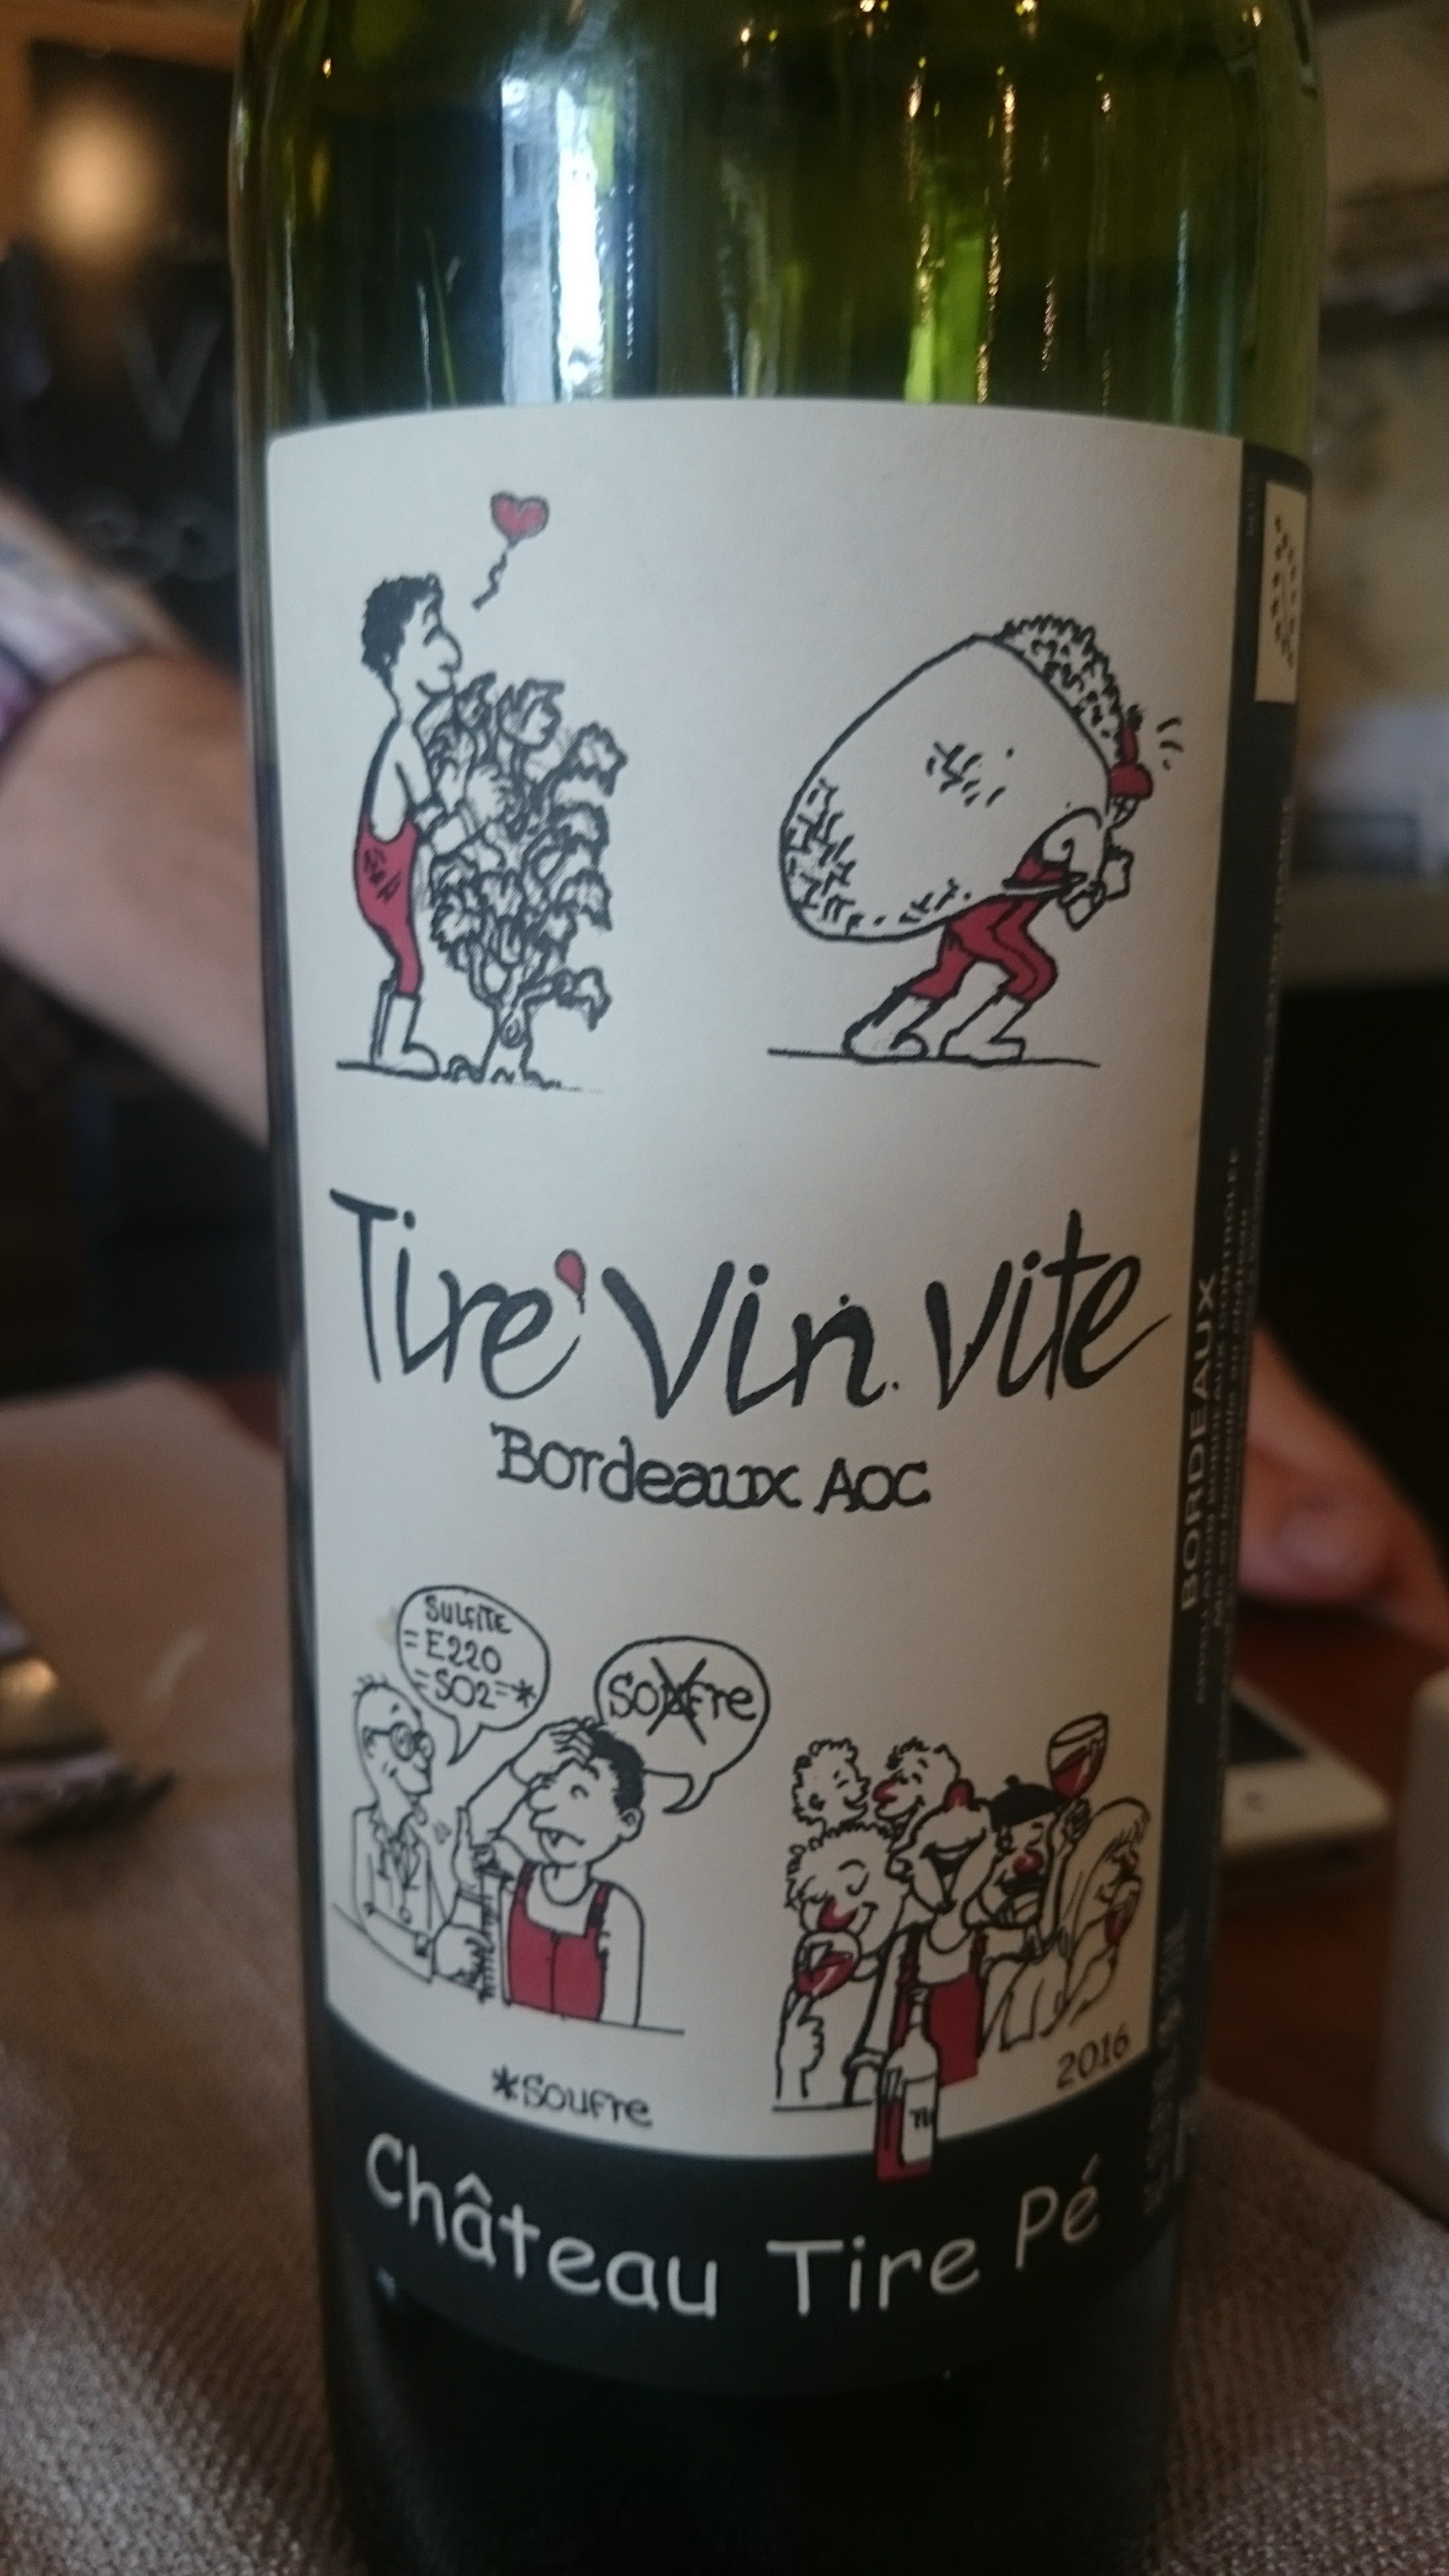 Tire' Vin Vite
Bordeaux AOC
SULFITE
= E220
= SO2 = *
Soufre
*Soufre
2016
Château Tire Pé
BORDEAUX